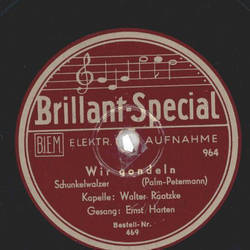 Brillant-Special
BIEM ELEKTR. AUFNAHME
964
Wir gondeln
Schunkelwalzer (Palm-Petermann)
Kapelle: Walter Raatzke
Gesang: Ernst Harten
Bestell-Nr.
469